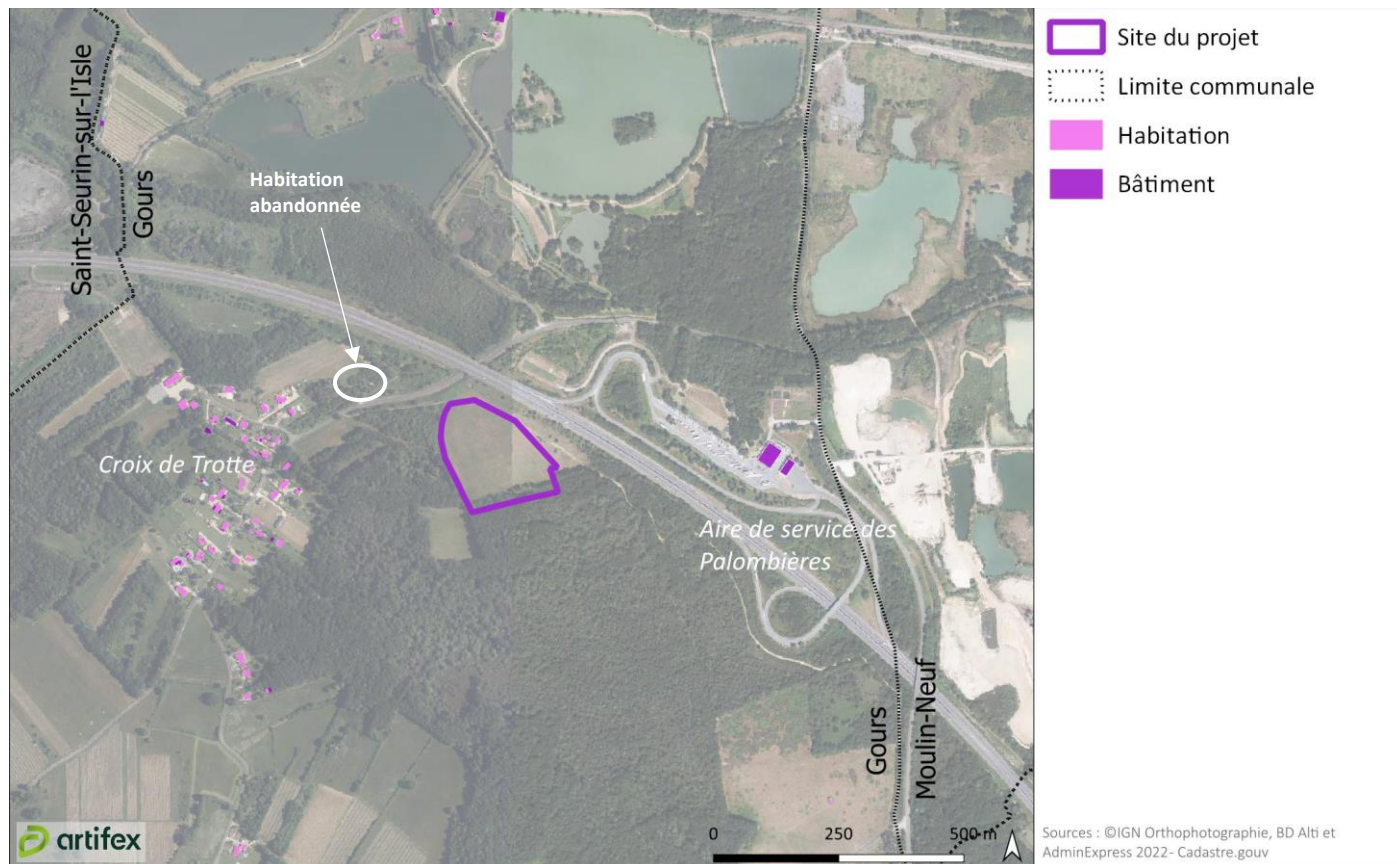 Saint-Seurin-sur-l'Isle
Gours
Habitation
abandonnée
Croix de Trotte
Aire de service des
Palombières
Gours
Moulin-Neuf
0 250 500 m
artifex
Site du projet
Limite communale
Habitation
Bâtiment
Sources : ©IGN Orthophotographie, BD Alti et
AdminExpress 2022- Cadastre.gouv